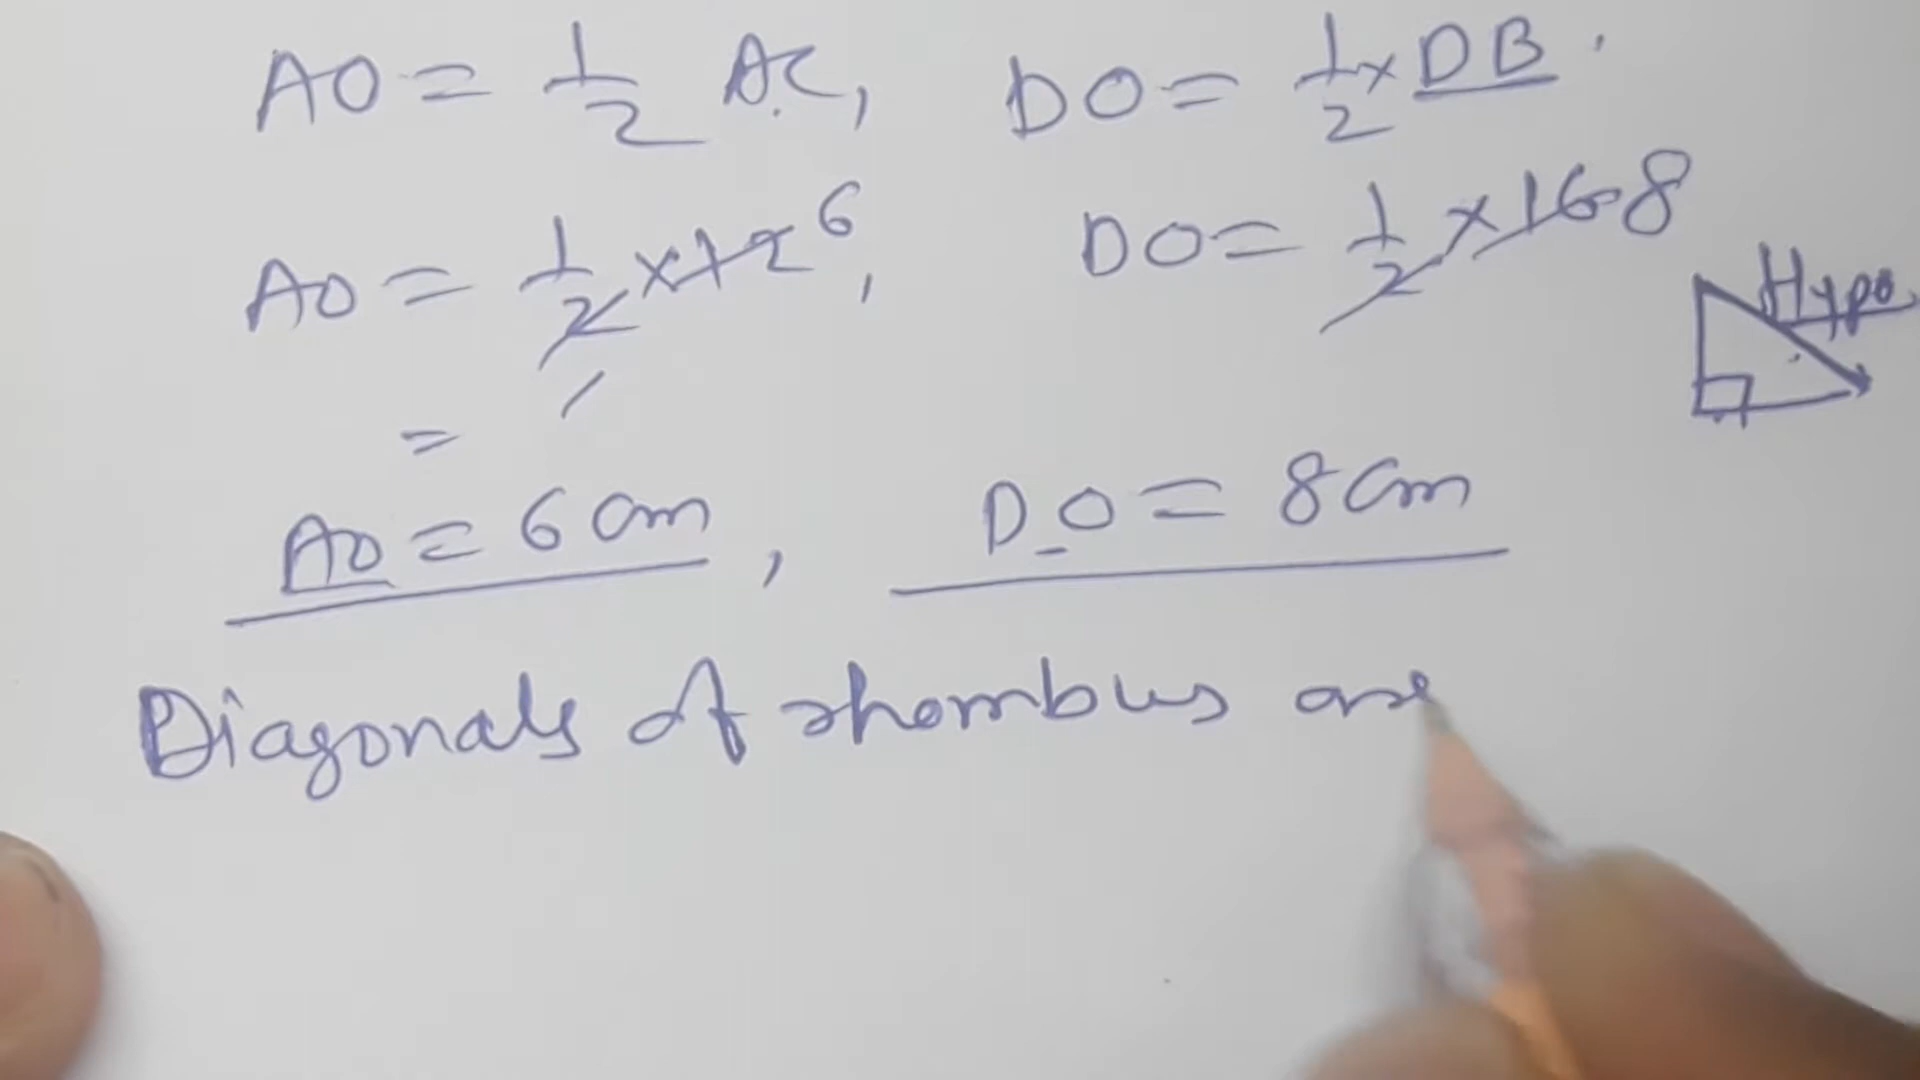 AO = 1/2 AC, DO = 1/2 × DB.
AO = 1/2 × 12 6, DO = 1/2 × 16 8
Hypo
=
AO = 6 cm, DO = 8 cm
Diagonals of rhombus are